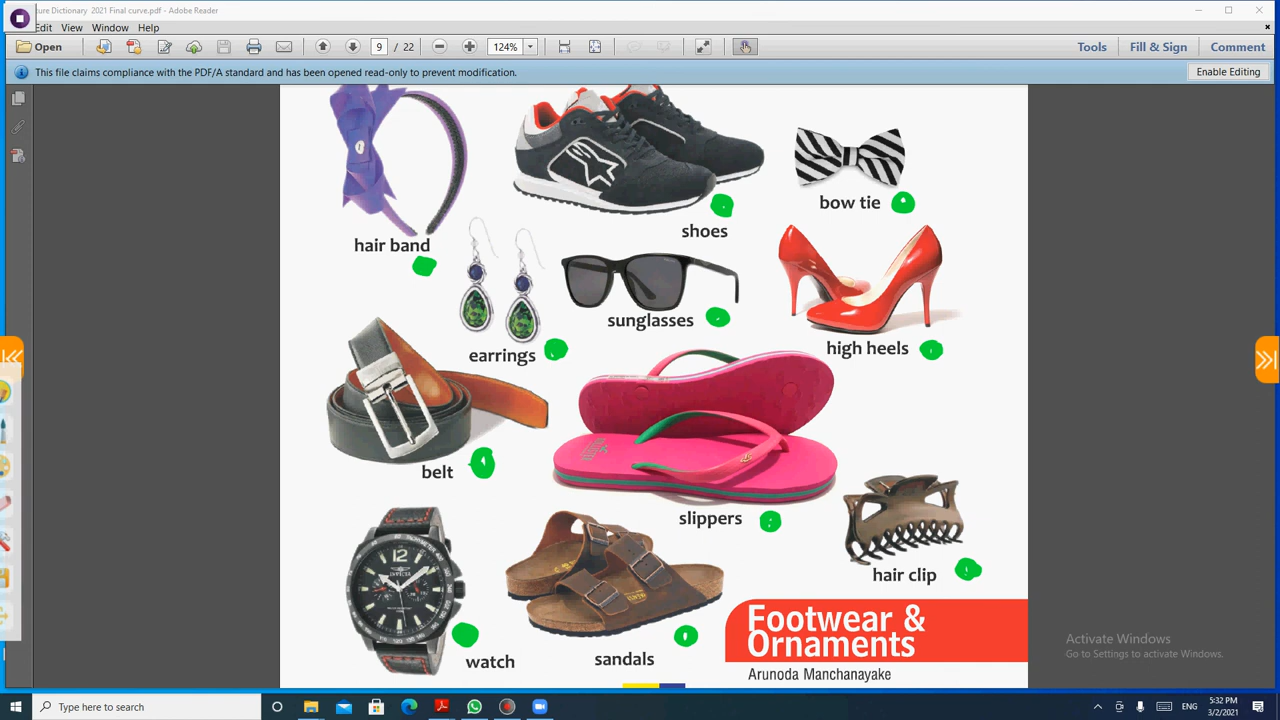 ure Dictionary 2021 Final curve.pdf - Adobe Reader
Edit View Window Help
Open 9 / 22 124% Tools Fill & Sign Comment
This file claims compliance with the PDF/A standard and has been opened read-only to prevent modification. Enable Editing
hair band
shoes
bow tie
earrings
sunglasses
high heels
belt
slippers
hair clip
watch
sandals
Footwear &
Ornaments
Arunoda Manchanayake
Activate Windows
Go to Settings to activate Windows.
Type here to search
ENG
5:32 PM
3/2/2021